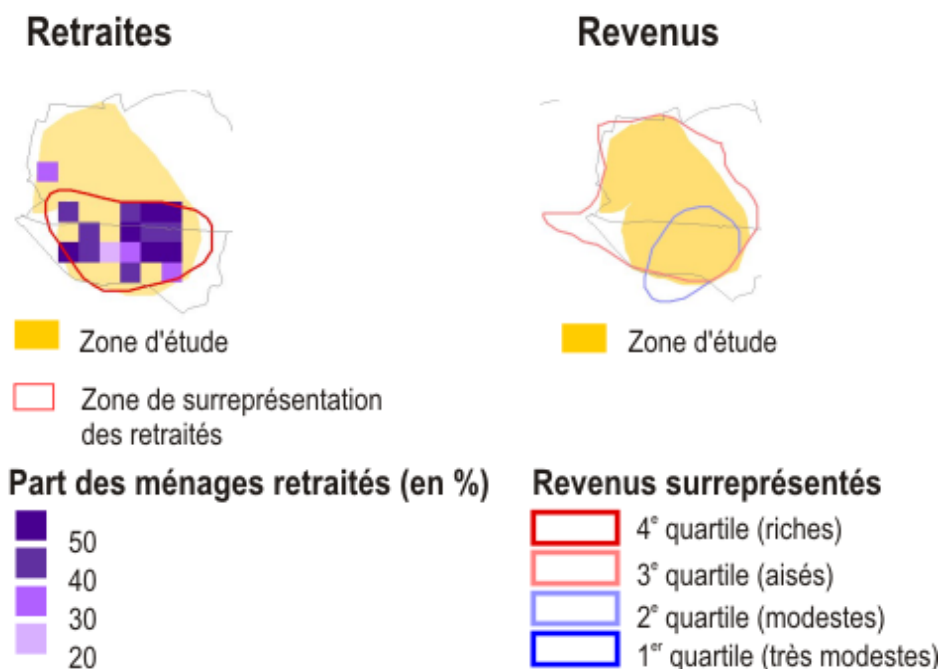 Retraites
Revenus
Zone d'étude
Zone de surreprésentation
des retraités
Zone d'étude
Part des ménages retraités (en %)
50
40
30
20
Revenus surreprésentés
4e quartile (riches)
3e quartile (aisés)
2e quartile (modestes)
1er quartile (très modestes)